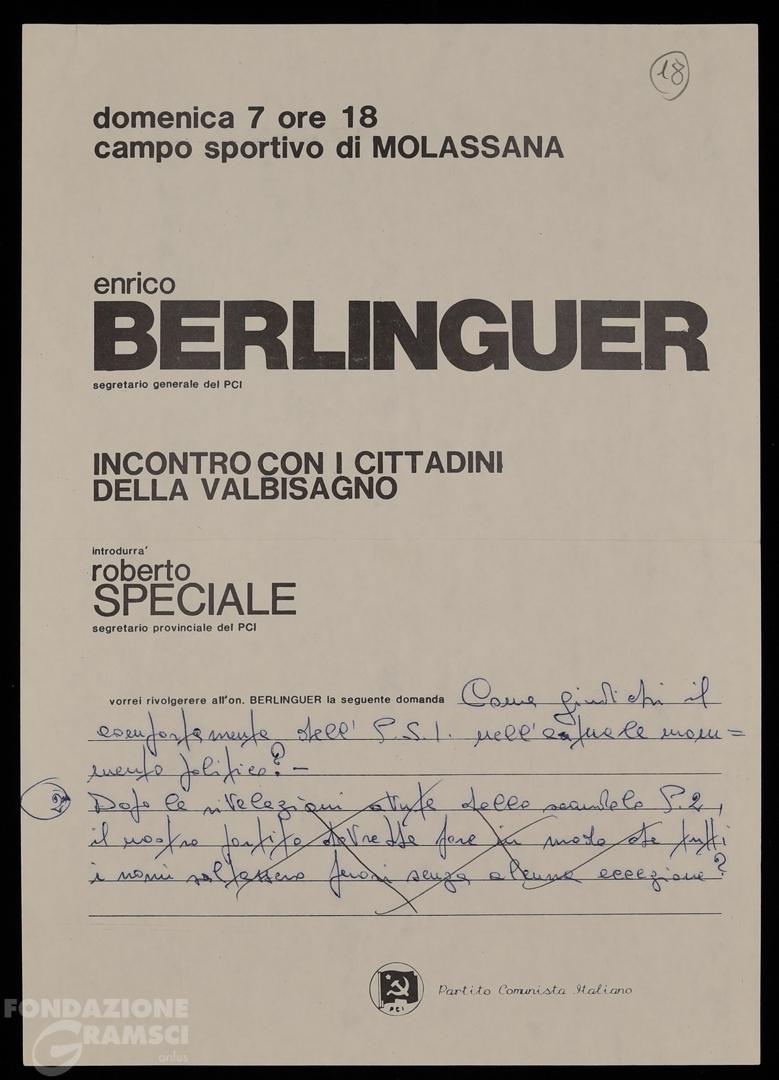 18
domenica 7 ore 18
campo sportivo di MOLASSANA
enrico
BERLINGUER
segretario generale del PCI
INCONTRO CON I CITTADINI
DELLA VALBISAGNO
introdurra'
roberto
SPECIALE
segretario provinciale del PCI
vorrei rivolgerere all'on. BERLINGUER la seguente domanda Come giudichi il
comportamento dell' P.S.I. nell'attuale mom=
mento politico? —
2) Dopo le rivelazioni avute dello scandalo P.2,
il nostro partito dovrebbe fare in modo che tutti
i nomi saltassero fuori senza alcuna eccezione?
PCI
Partito Comunista Italiano
FONDAZIONE
GRAMSCI
onlus